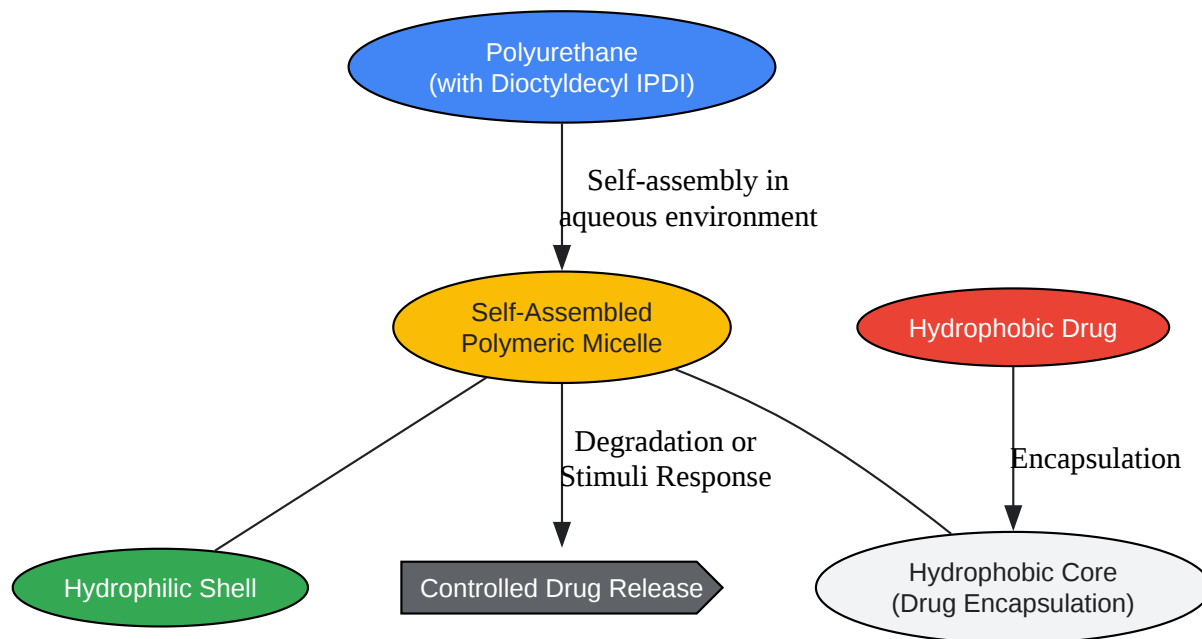 Polyurethane
(with Dioctyldecyl IPDI)
Self-assembly in
aqueous environment
Self-Assembled
Polymeric Micelle
Hydrophobic Drug
Degradation or
Stimuli Response
Encapsulation
Hydrophilic Shell
Controlled Drug Release
Hydrophobic Core
(Drug Encapsulation)